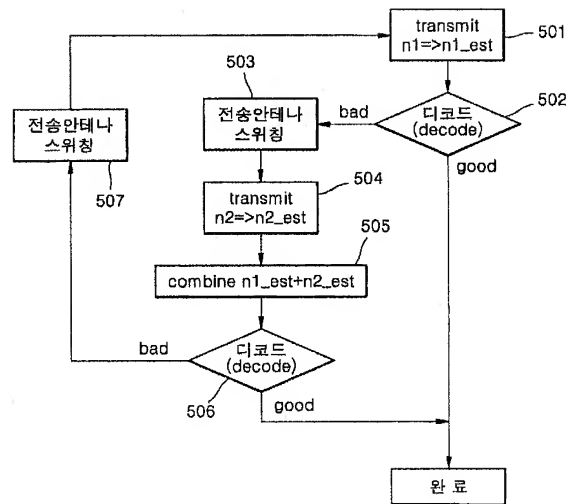 transmit
n1=>n1_est
501
디코드
(decode)
502
bad
good
503
전송안테나
스위칭
전송안테나
스위칭
507
transmit
n2=>n2_est
504
combine n1_est+n2_est
505
디코드
(decode)
506
bad
good
완 료